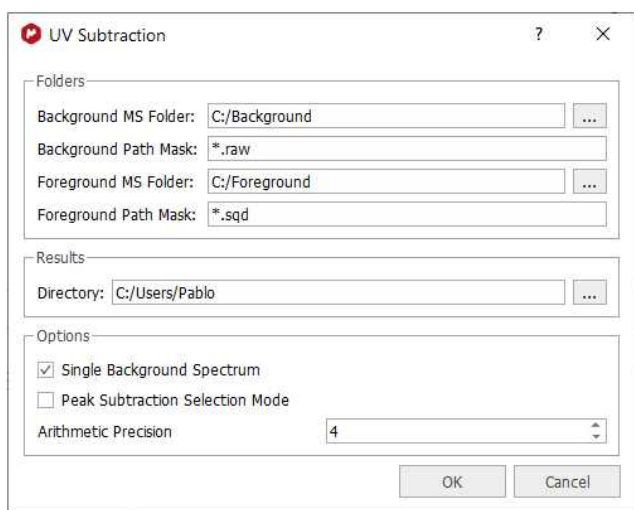 UV Subtraction ? ×
Folders
Background MS Folder: C:/Background ...
Background Path Mask: *.raw
Foreground MS Folder: C:/Foreground ...
Foreground Path Mask: *.sqd
Results
Directory: C:/Users/Pablo ...
Options
Single Background Spectrum
Peak Subtraction Selection Mode
Arithmetic Precision 4
OK Cancel